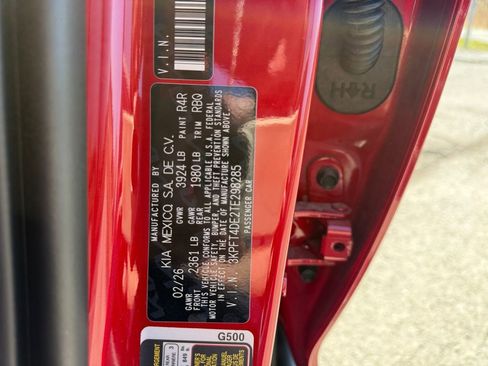 V.I.N.
MANUFACTURED BY
KIA MEXICO S.A. DE C.V.
02/26 GVWR 3924 LB PAINT R4R
GAWR FRONT 2361 LB GAWR REAR 1980 LB TRIM RBQ
THIS VEHICLE CONFORMS TO ALL APPLICABLE U.S.A. FEDERAL
MOTOR VEHICLE SAFETY, BUMPER, & THEFT PREVENTION STANDARDS
IN EFFECT ON THE DATE OF MANUFACTURE SHOWN ABOVE.
V.I.N. 3KPFT4DE2TE298285
PASSENGER CAR
R4H
G500